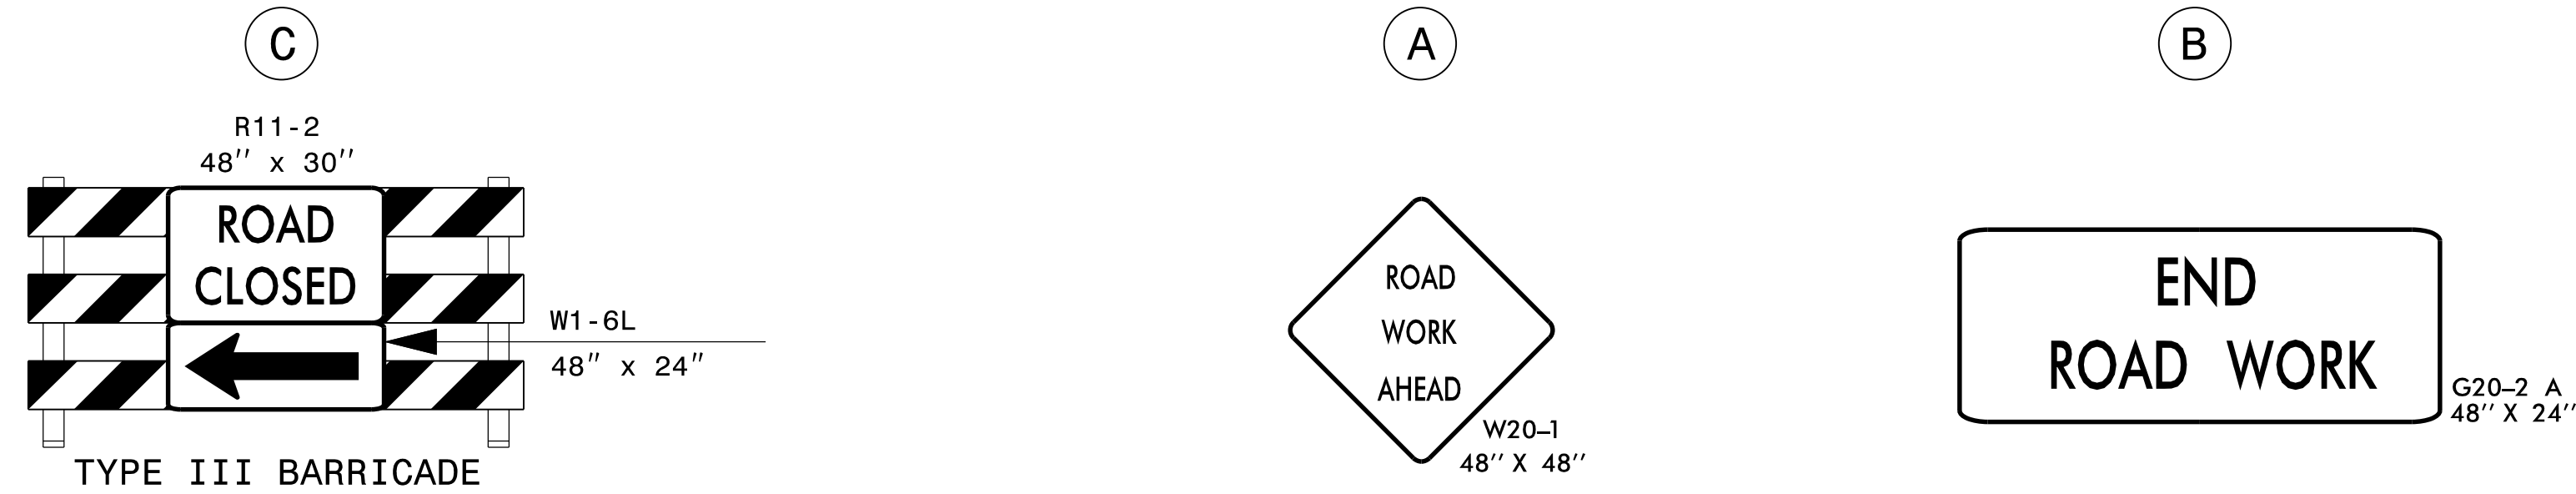 C
R11-2
48″ x 30″
ROAD
CLOSED
W1-6L
48″ x 24″
TYPE III BARRICADE
A
ROAD
WORK
AHEAD
W20–1
48″ X 48″
B
END
ROAD WORK
G20–2 A
48″ X 24″